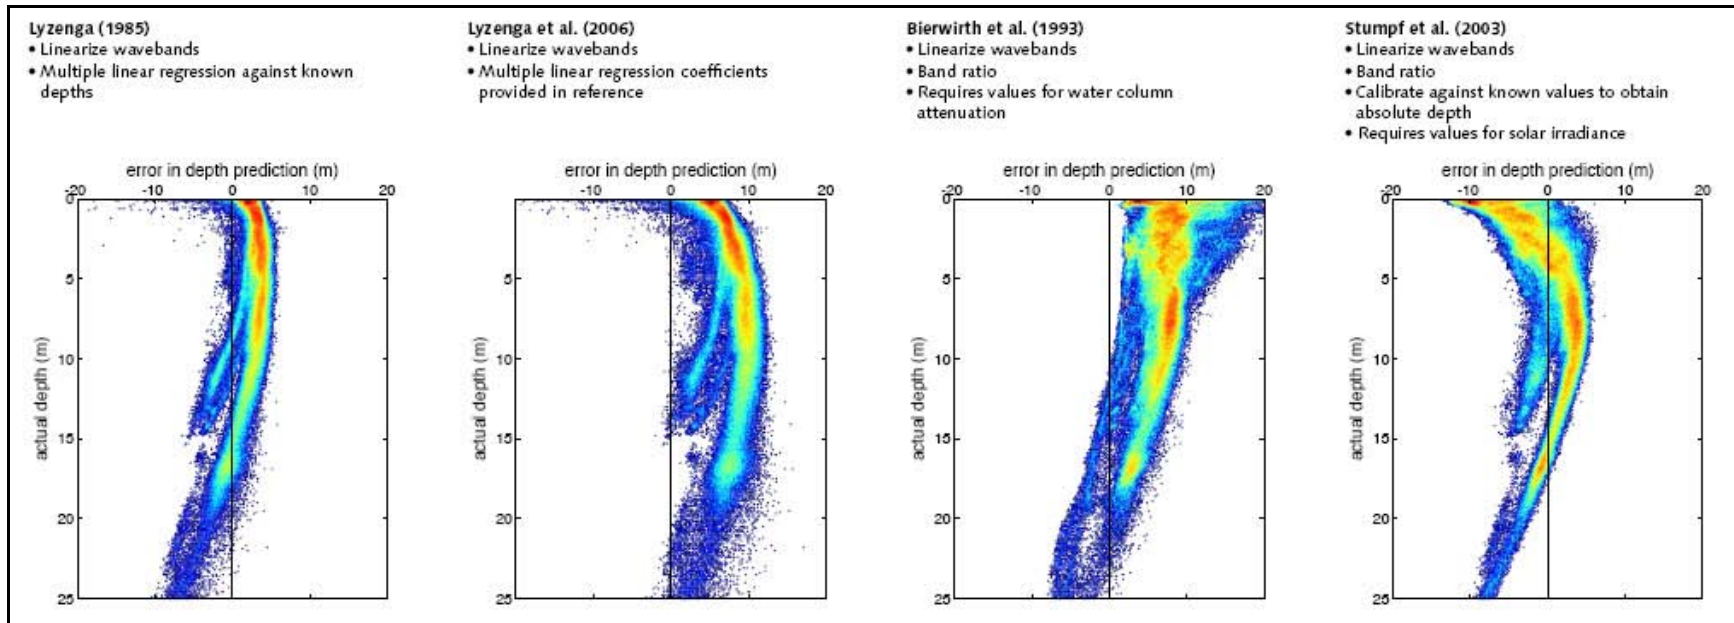 Lyzenga (1985)
• Linearize wavebands
• Multiple linear regression against known
depths
error in depth prediction (m)
-20 -10 0 10 20
0
5
10
15
20
25
actual depth (m)
Lyzenga et al. (2006)
• Linearize wavebands
• Multiple linear regression coefficients
provided in reference
error in depth prediction (m)
-20 -10 0 10 20
0
5
10
15
20
25
actual depth (m)
Bierwirth et al. (1993)
• Linearize wavebands
• Band ratio
• Requires values for water column
attenuation
error in depth prediction (m)
-20 -10 0 10 20
0
5
10
15
20
25
actual depth (m)
Stumpf et al. (2003)
• Linearize wavebands
• Band ratio
• Calibrate against known values to obtain
absolute depth
• Requires values for solar irradiance
error in depth prediction (m)
-20 -10 0 10 20
0
5
10
15
20
25
actual depth (m)